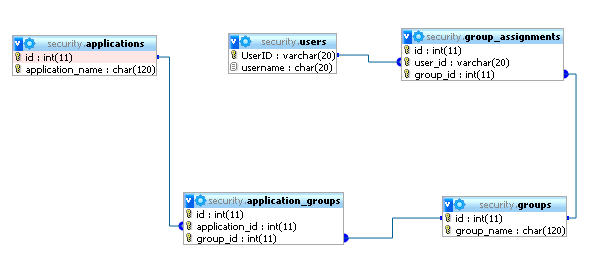 security.applications
id : int(11)
application_name : char(120)
security.users
UserID : varchar(20)
username : char(20)
security.group_assignments
id : int(11)
user_id : varchar(20)
group_id : int(11)
security.application_groups
id : int(11)
application_id : int(11)
group_id : int(11)
security.groups
id : int(11)
group_name : char(120)